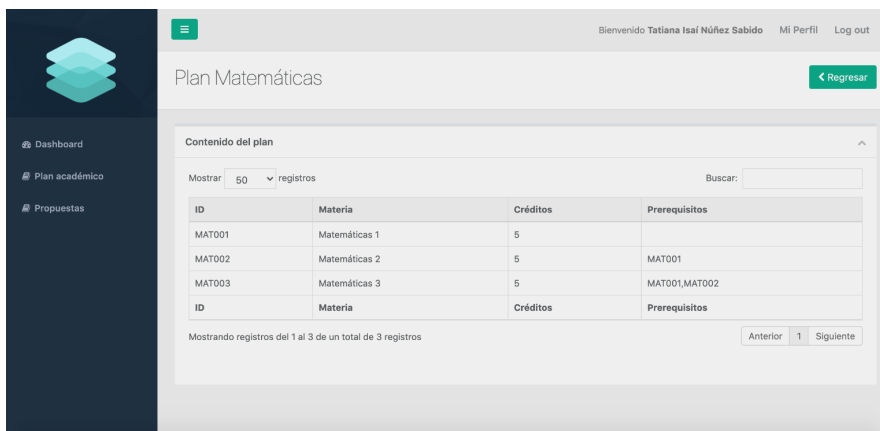 Bienvenido Tatiana Isaí Núñez Sabido Mi Perfil Log out
Plan Matemáticas
Regresar
Dashboard
Plan académico
Propuestas
Contenido del plan
Mostrar 50 registros Buscar:
ID Materia Créditos Prerequisitos
MAT001 Matemáticas 1 5
MAT002 Matemáticas 2 5 MAT001
MAT003 Matemáticas 3 5 MAT001,MAT002
ID Materia Créditos Prerequisitos
Mostrando registros del 1 al 3 de un total de 3 registros Anterior 1 Siguiente